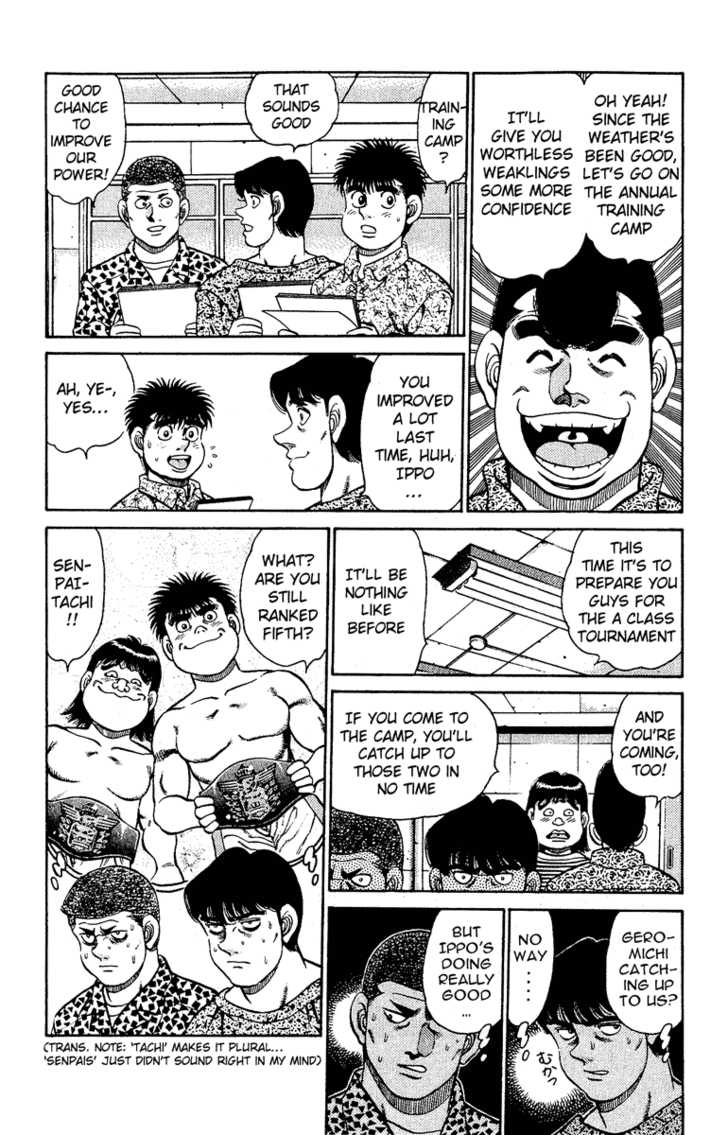 OH YEAH!
SINCE THE
WEATHER'S
BEEN GOOD,
LET'S GO ON
THE ANNUAL
TRAINING
CAMP
IT'LL
GIVE YOU
WORTHLESS
WEAKLINGS
SOME MORE
CONFIDENCE
TRAIN-
ING
CAMP
?
THAT
SOUNDS
GOOD
GOOD
CHANCE
TO
IMPROVE
OUR
POWER!
YOU
IMPROVED
A LOT
LAST
TIME, HUH,
IPPO
...
AH, YE-,
YES...
THIS
TIME IT'S TO
PREPARE YOU
GUYS FOR
THE A CLASS
TOURNAMENT
IT'LL BE
NOTHING
LIKE
BEFORE
AND
YOU'RE
COMING,
TOO!
IF YOU COME TO
THE CAMP, YOU'LL
CATCH UP TO
THOSE TWO IN
NO TIME
WHAT?
ARE YOU
STILL
RANKED
FIFTH?
SEN-
PAI-
TACHI
!!
(TRANS. NOTE: 'TACHI' MAKES IT PLURAL...
'SENPAIS' JUST DIDN'T SOUND RIGHT IN MY MIND)
GERO-
MICHI
CATCH-
ING UP
TO US?
NO
WAY
....
むかっ
BUT
IPPO'S
DOING
REALLY
GOOD
...